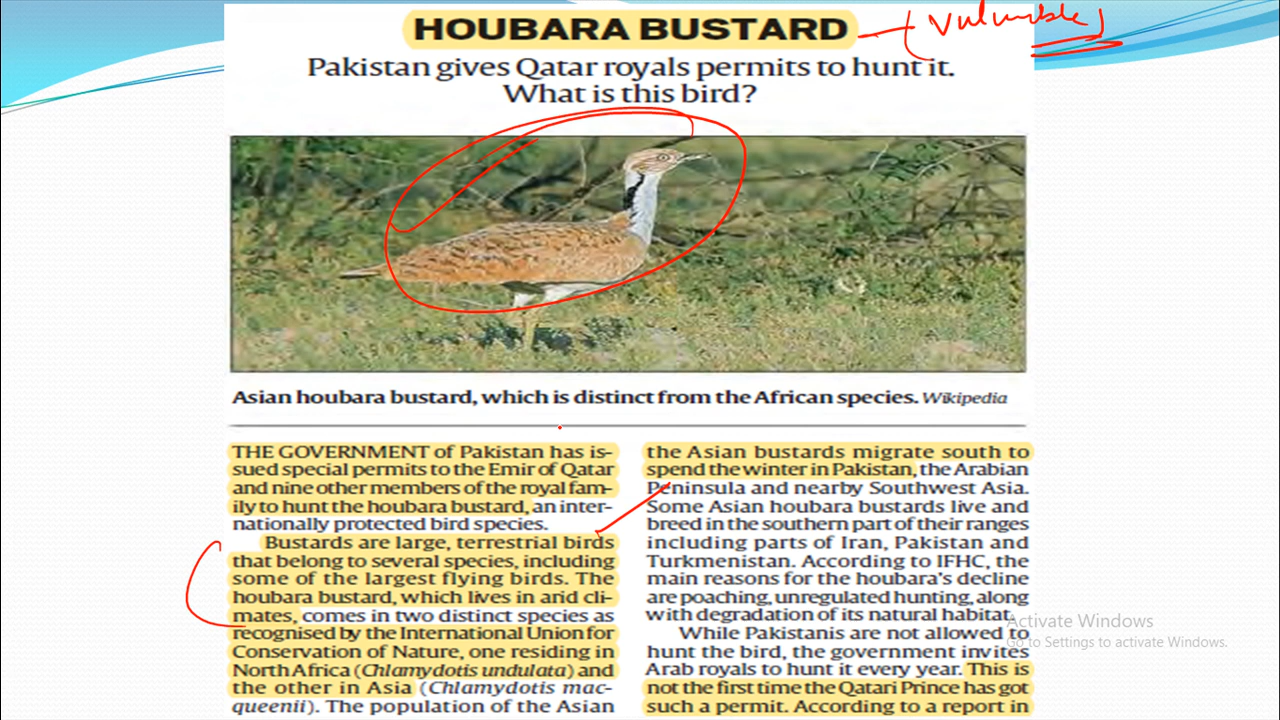 HOUBARA BUSTARD
Pakistan gives Qatar royals permits to hunt it.
What is this bird?
Asian houbara bustard, which is distinct from the African species. Wikipedia
THE GOVERNMENT of Pakistan has is-
sued special permits to the Emir of Qatar
and nine other members of the royal fam-
ily to hunt the houbara bustard, an inter-
nationally protected bird species.
Bustards are large, terrestrial birds
that belong to several species, including
some of the largest flying birds. The
houbara bustard, which lives in arid cli-
mates, comes in two distinct species as
recognised by the International Union for
Conservation of Nature, one residing in
North Africa (Chlamydotis undulata) and
the other in Asia (Chlamydotis mac-
queenii). The population of the Asian
the Asian bustards migrate south to
spend the winter in Pakistan, the Arabian
Peninsula and nearby Southwest Asia.
Some Asian houbara bustards live and
breed in the southern part of their ranges
including parts of Iran, Pakistan and
Turkmenistan. According to IFHC, the
main reasons for the houbara's decline
are poaching, unregulated hunting, along
with degradation of its natural habitat.
While Pakistanis are not allowed to
hunt the bird, the government invites
Arab royals to hunt it every year. This is
not the first time the Qatari Prince has got
such a permit. According to a report in
Activate Windows
Go to Settings to activate Windows.